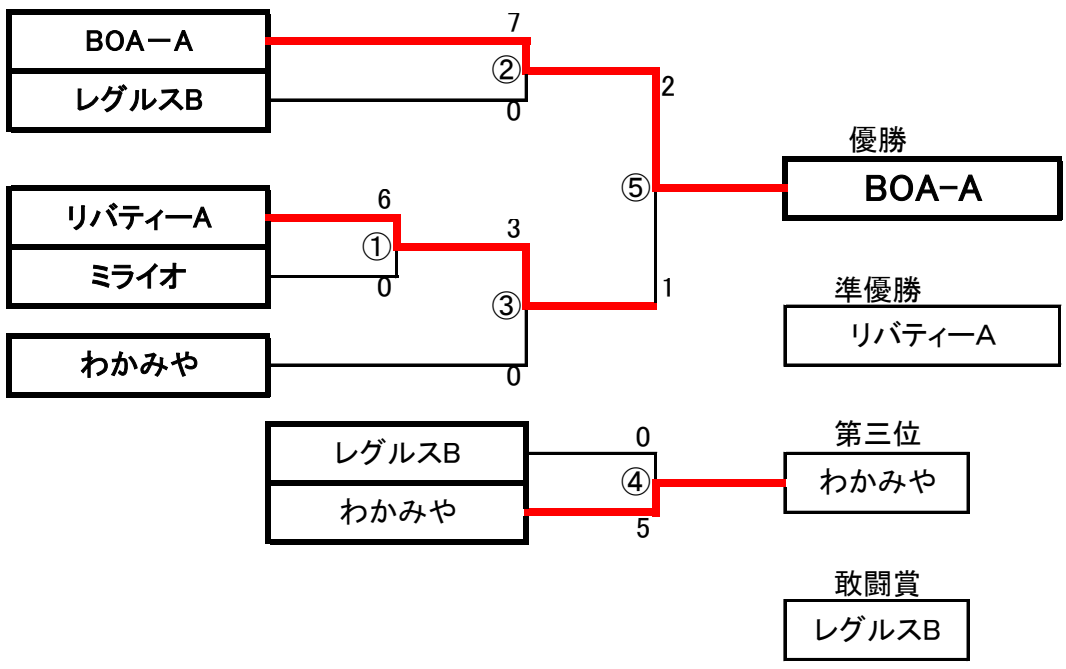 7
BOAーA
②
レグルスB
0
2
優勝
⑤
BOA-A
リバティーA
6
①
3
ミライオ
0
③
1
準優勝
リバティーA
わかみや
0
レグルスB
0
④
第三位
わかみや
わかみや
5
敢闘賞
レグルスB